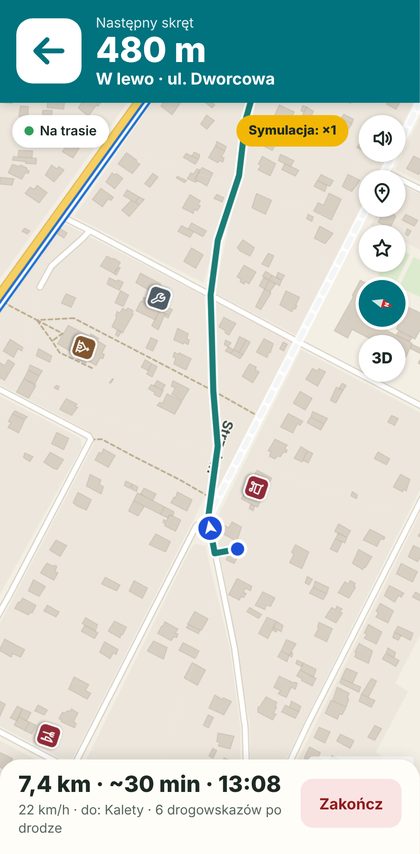 Następny skręt
480 m
W lewo · ul. Dworcowa
Na trasie
Symulacja: ×1
3D
7,4 km · ~30 min · 13:08
22 km/h · do: Kalety · 6 drogowskazów po
drodze
Zakończ